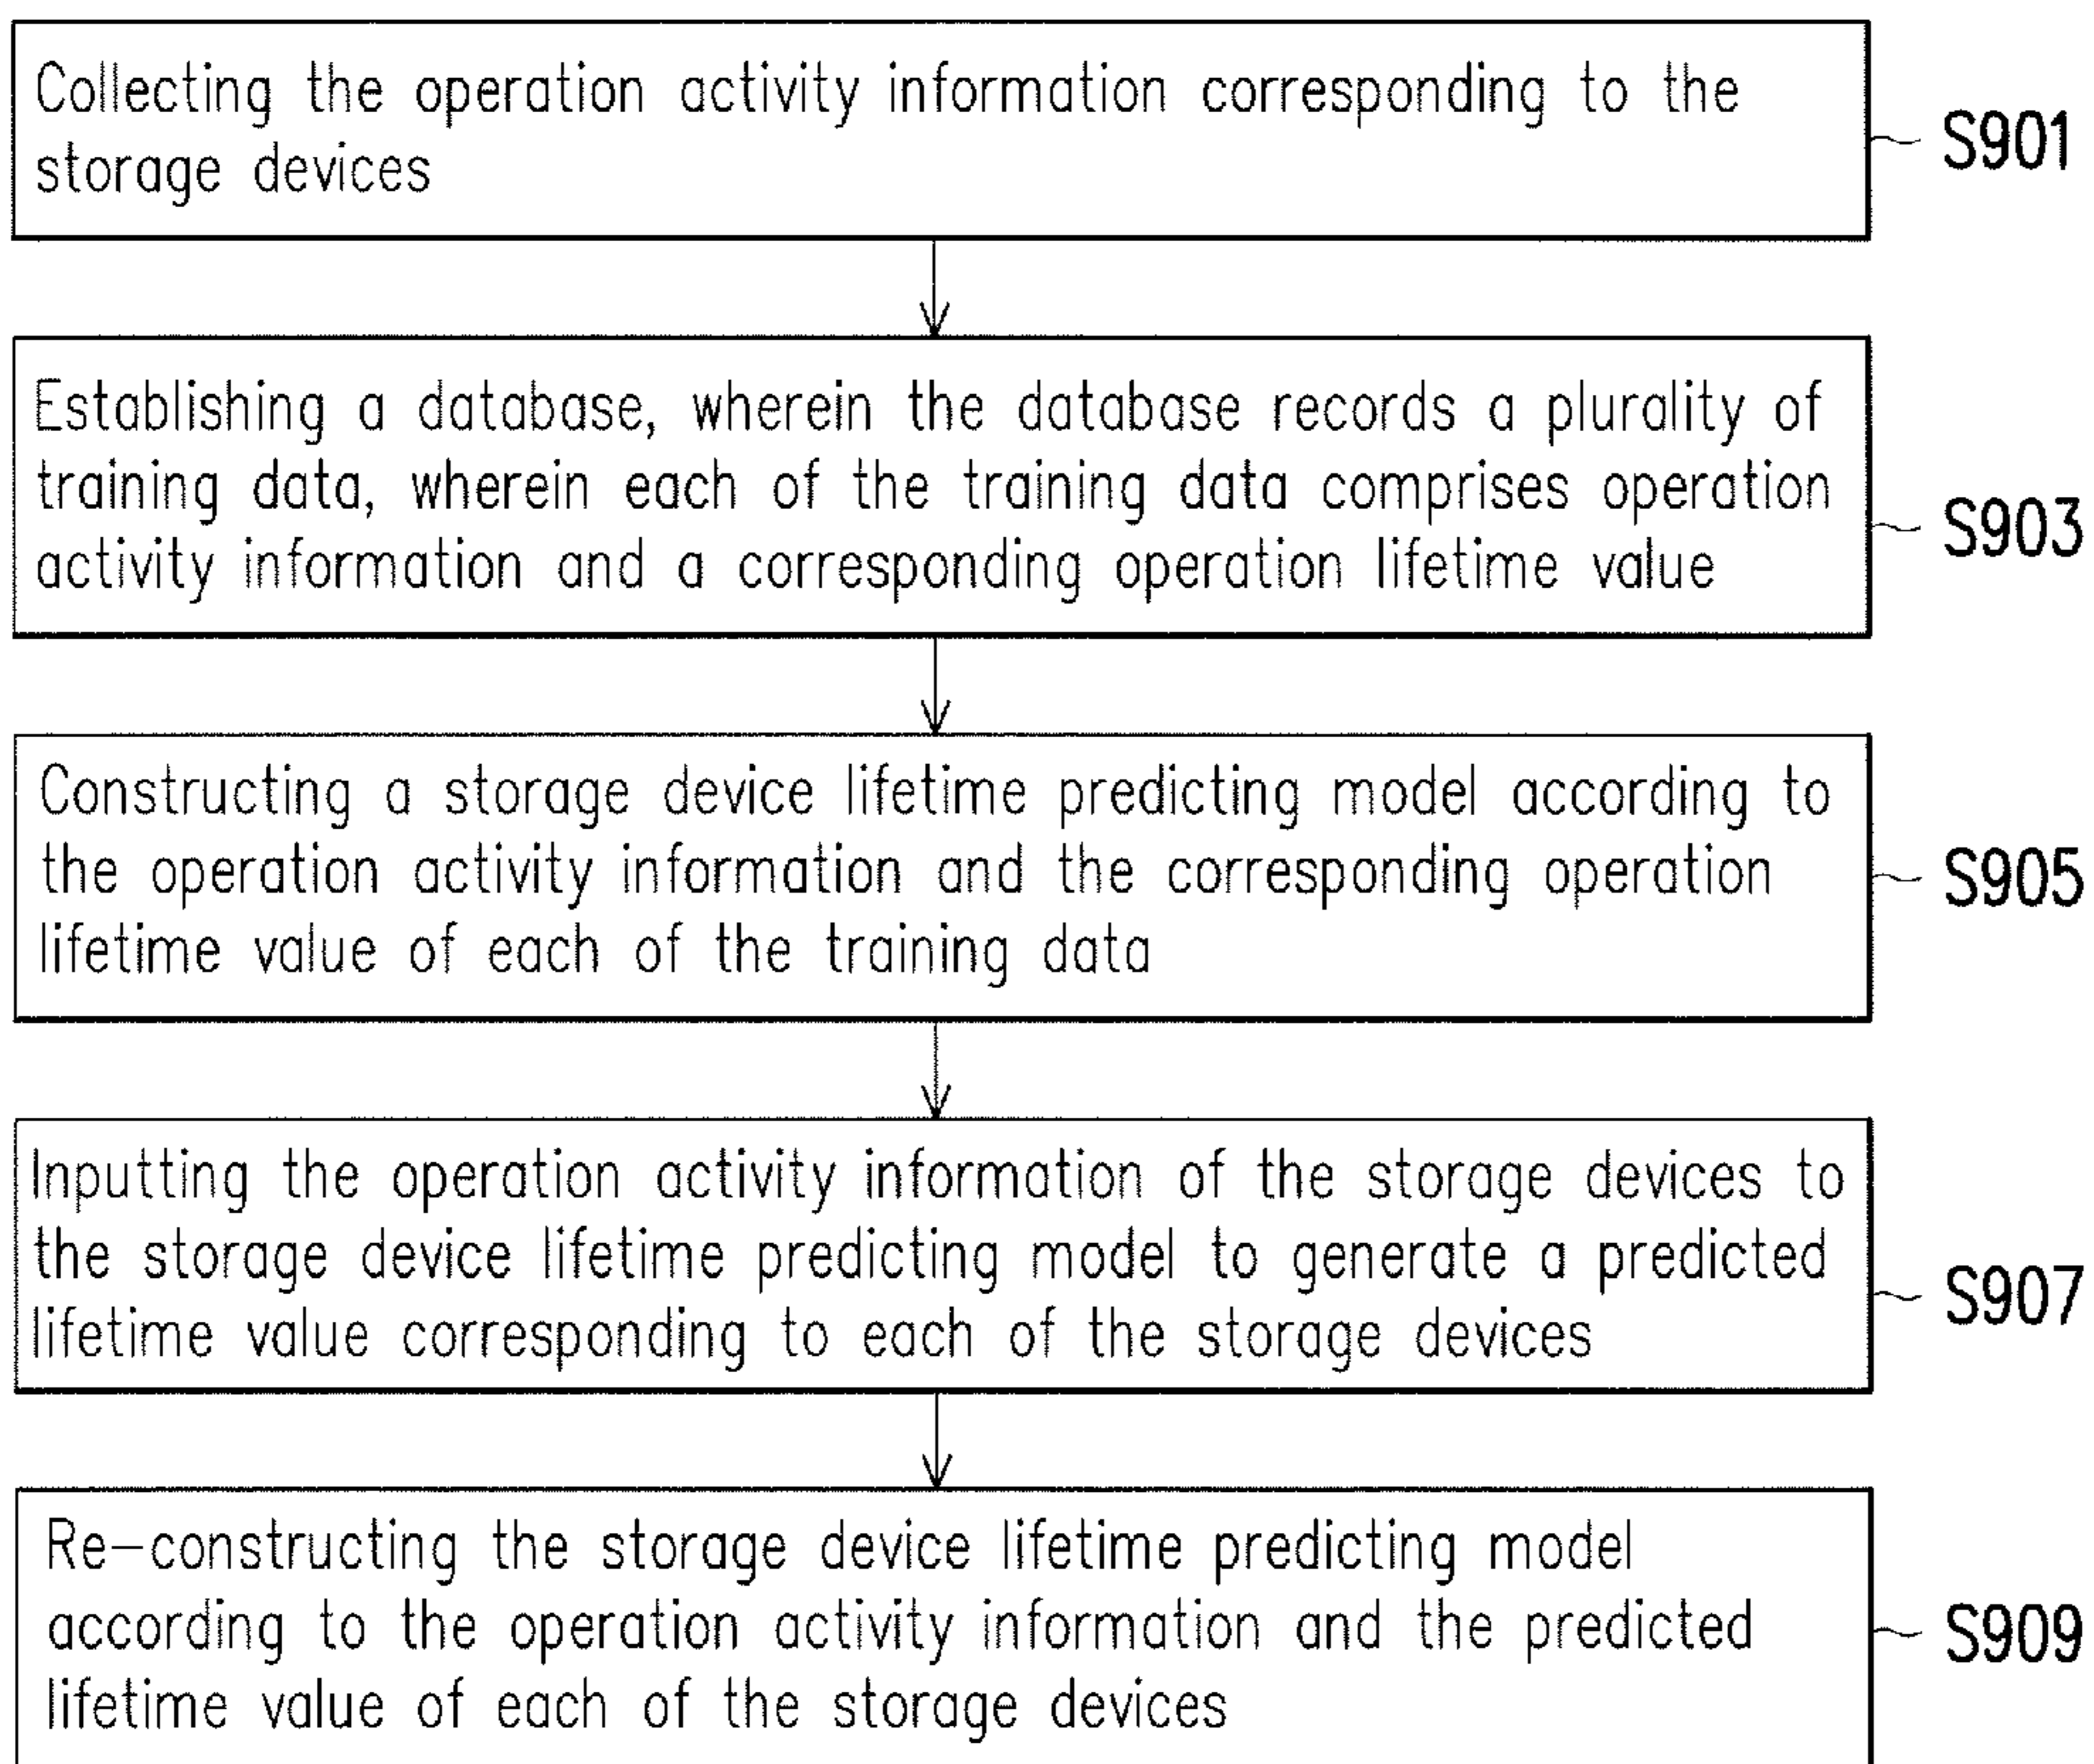 Collecting the operation activity information corresponding to the
storage devices
S901
Establishing a database, wherein the database records a plurality of
training data, wherein each of the training data comprises operation
activity information and a corresponding operation lifetime value
S903
Constructing a storage device lifetime predicting model according to
the operation activity information and the corresponding operation
lifetime value of each of the training data
S905
Inputting the operation activity information of the storage devices to
the storage device lifetime predicting model to generate a predicted
lifetime value corresponding to each of the storage devices
S907
Re-constructing the storage device lifetime predicting model
according to the operation activity information and the predicted
lifetime value of each of the storage devices
S909